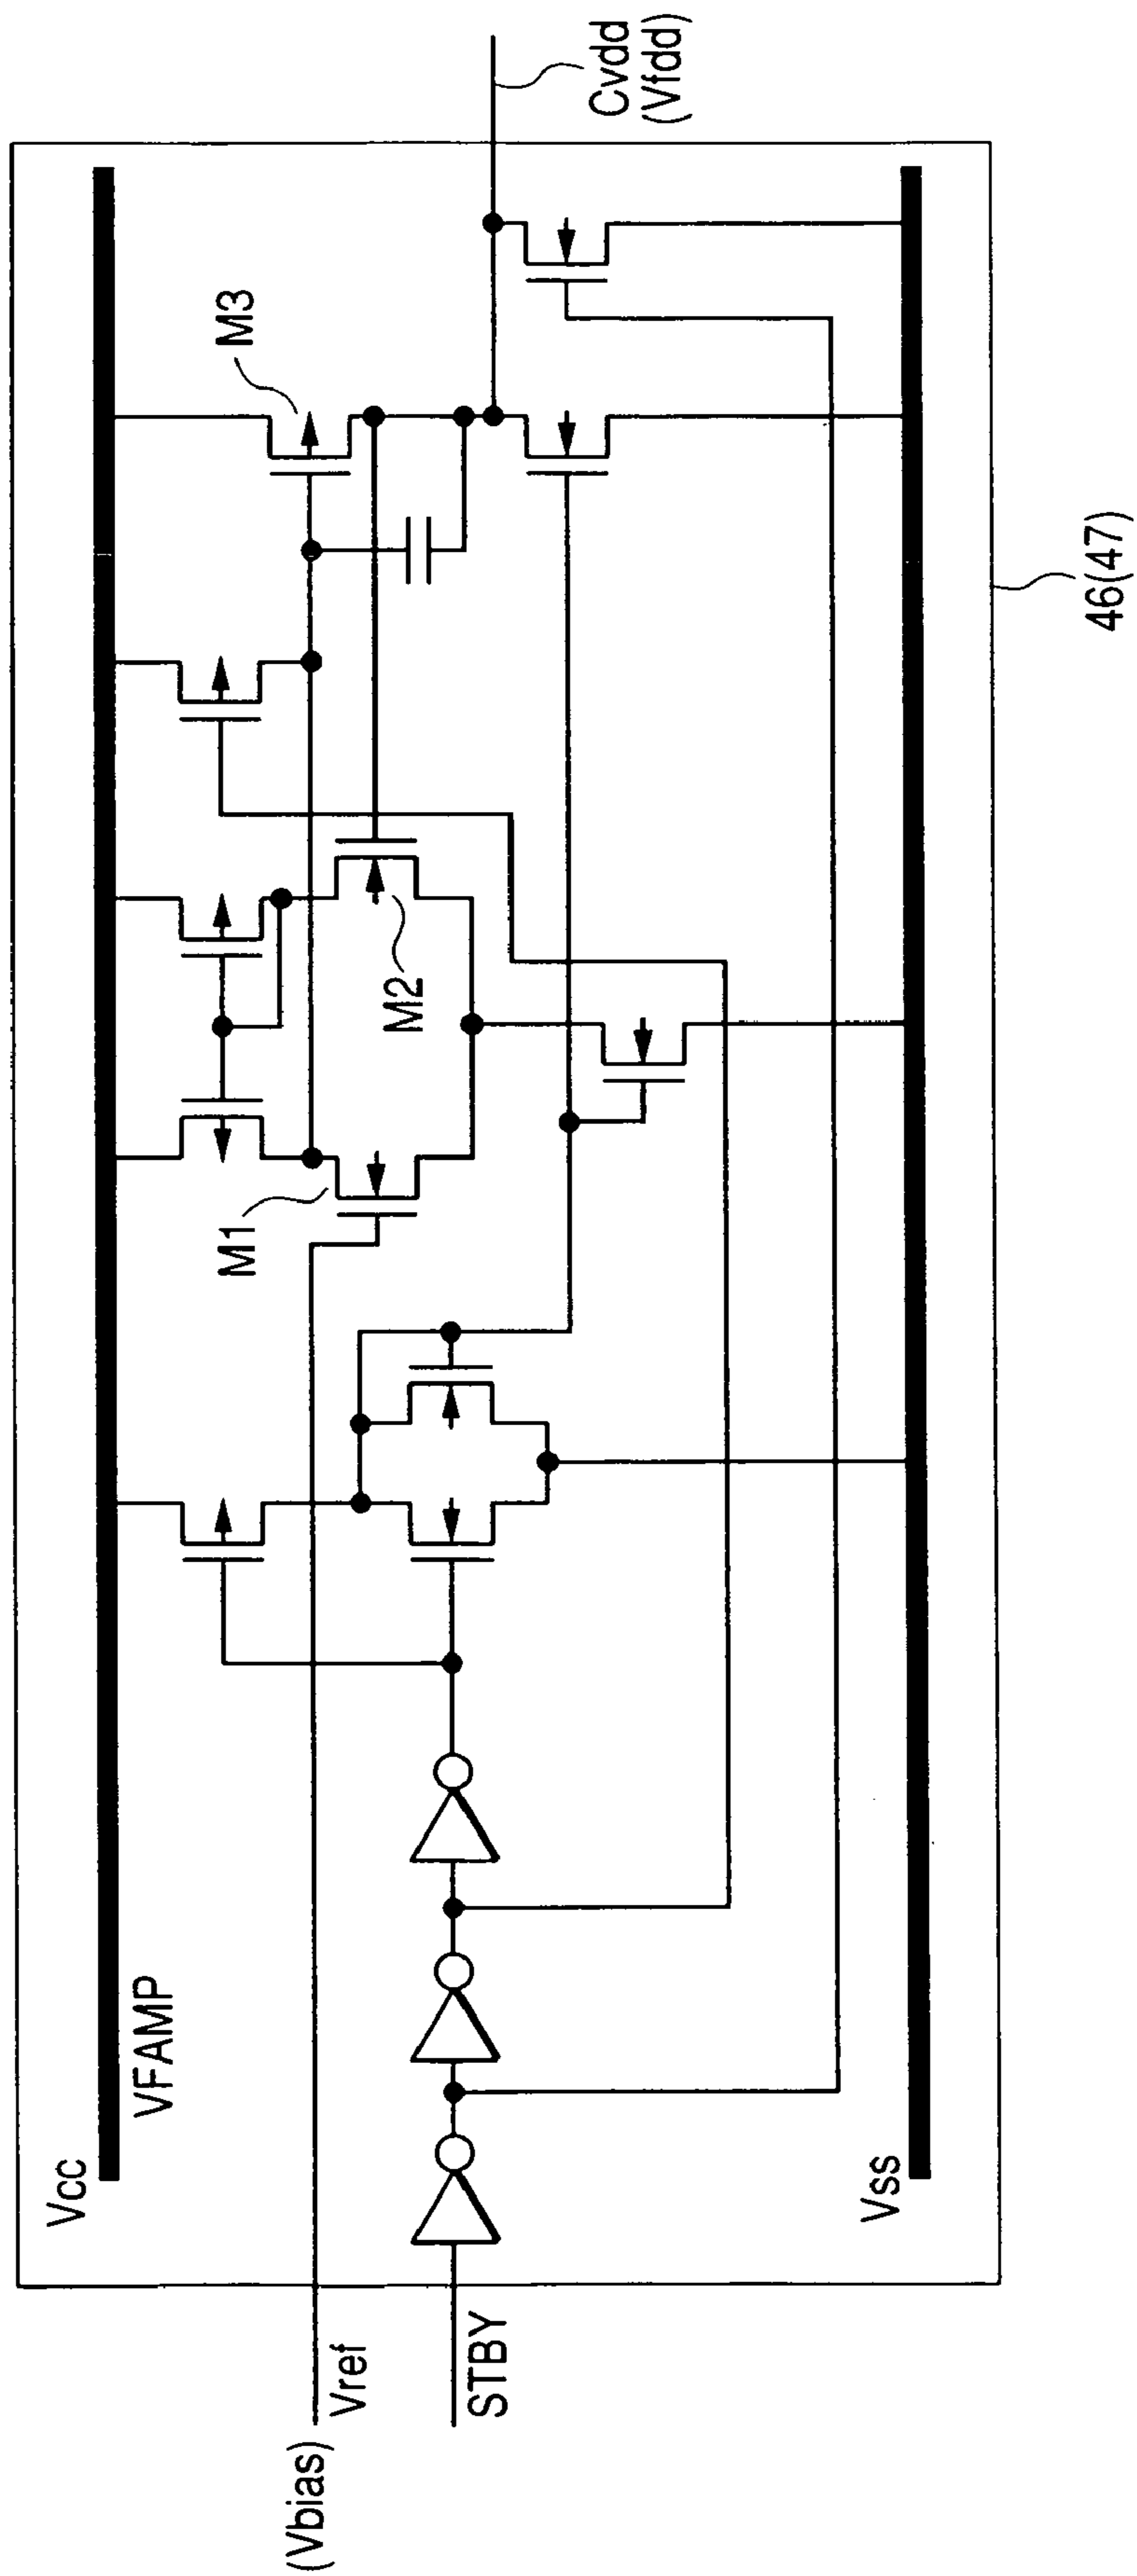 Vcc
VFAMP
(Vbias)
Vref
STBY
Vss
M1
M2
M3
Cvdd
(Vfdd)
46(47)